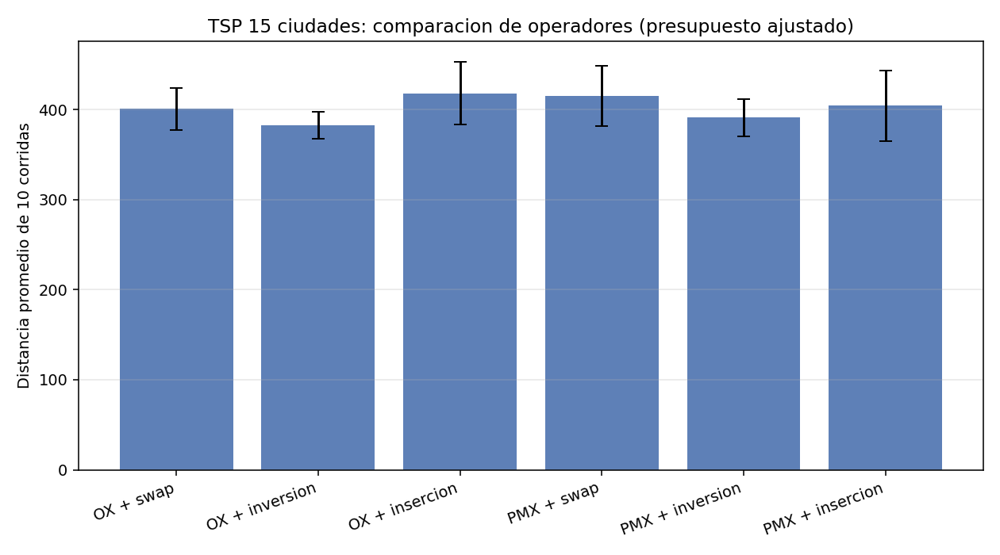 TSP 15 ciudades: comparacion de operadores (presupuesto ajustado)
Distancia promedio de 10 corridas
400
300
200
100
0
OX + swap
OX + inversion
OX + insercion
PMX + swap
PMX + inversion
PMX + insercion